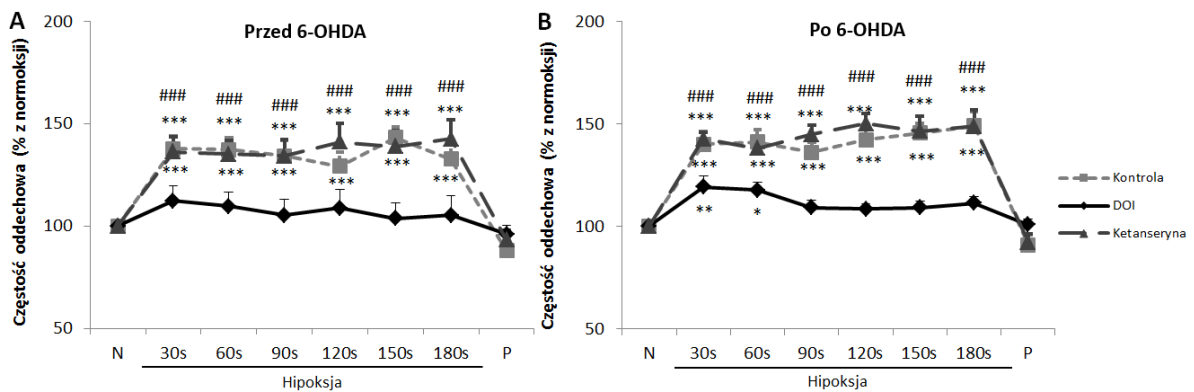 A
Przed 6-OHDA
Częstość oddechowa (% z normoksji)
200
150
100
50
### ### ### ### ### ###
*** *** *** *** *** ***
*** *** *** *** *** ***
N 30s 60s 90s 120s 150s 180s P
Hipoksja
B
Po 6-OHDA
Częstość oddechowa (% z normoksji)
200
150
100
50
### ### ### ### ### ###
*** *** *** *** *** ***
*** *** *** *** *** ***
** *
N 30s 60s 90s 120s 150s 180s P
Hipoksja
Kontrola
DOI
Ketanseryna